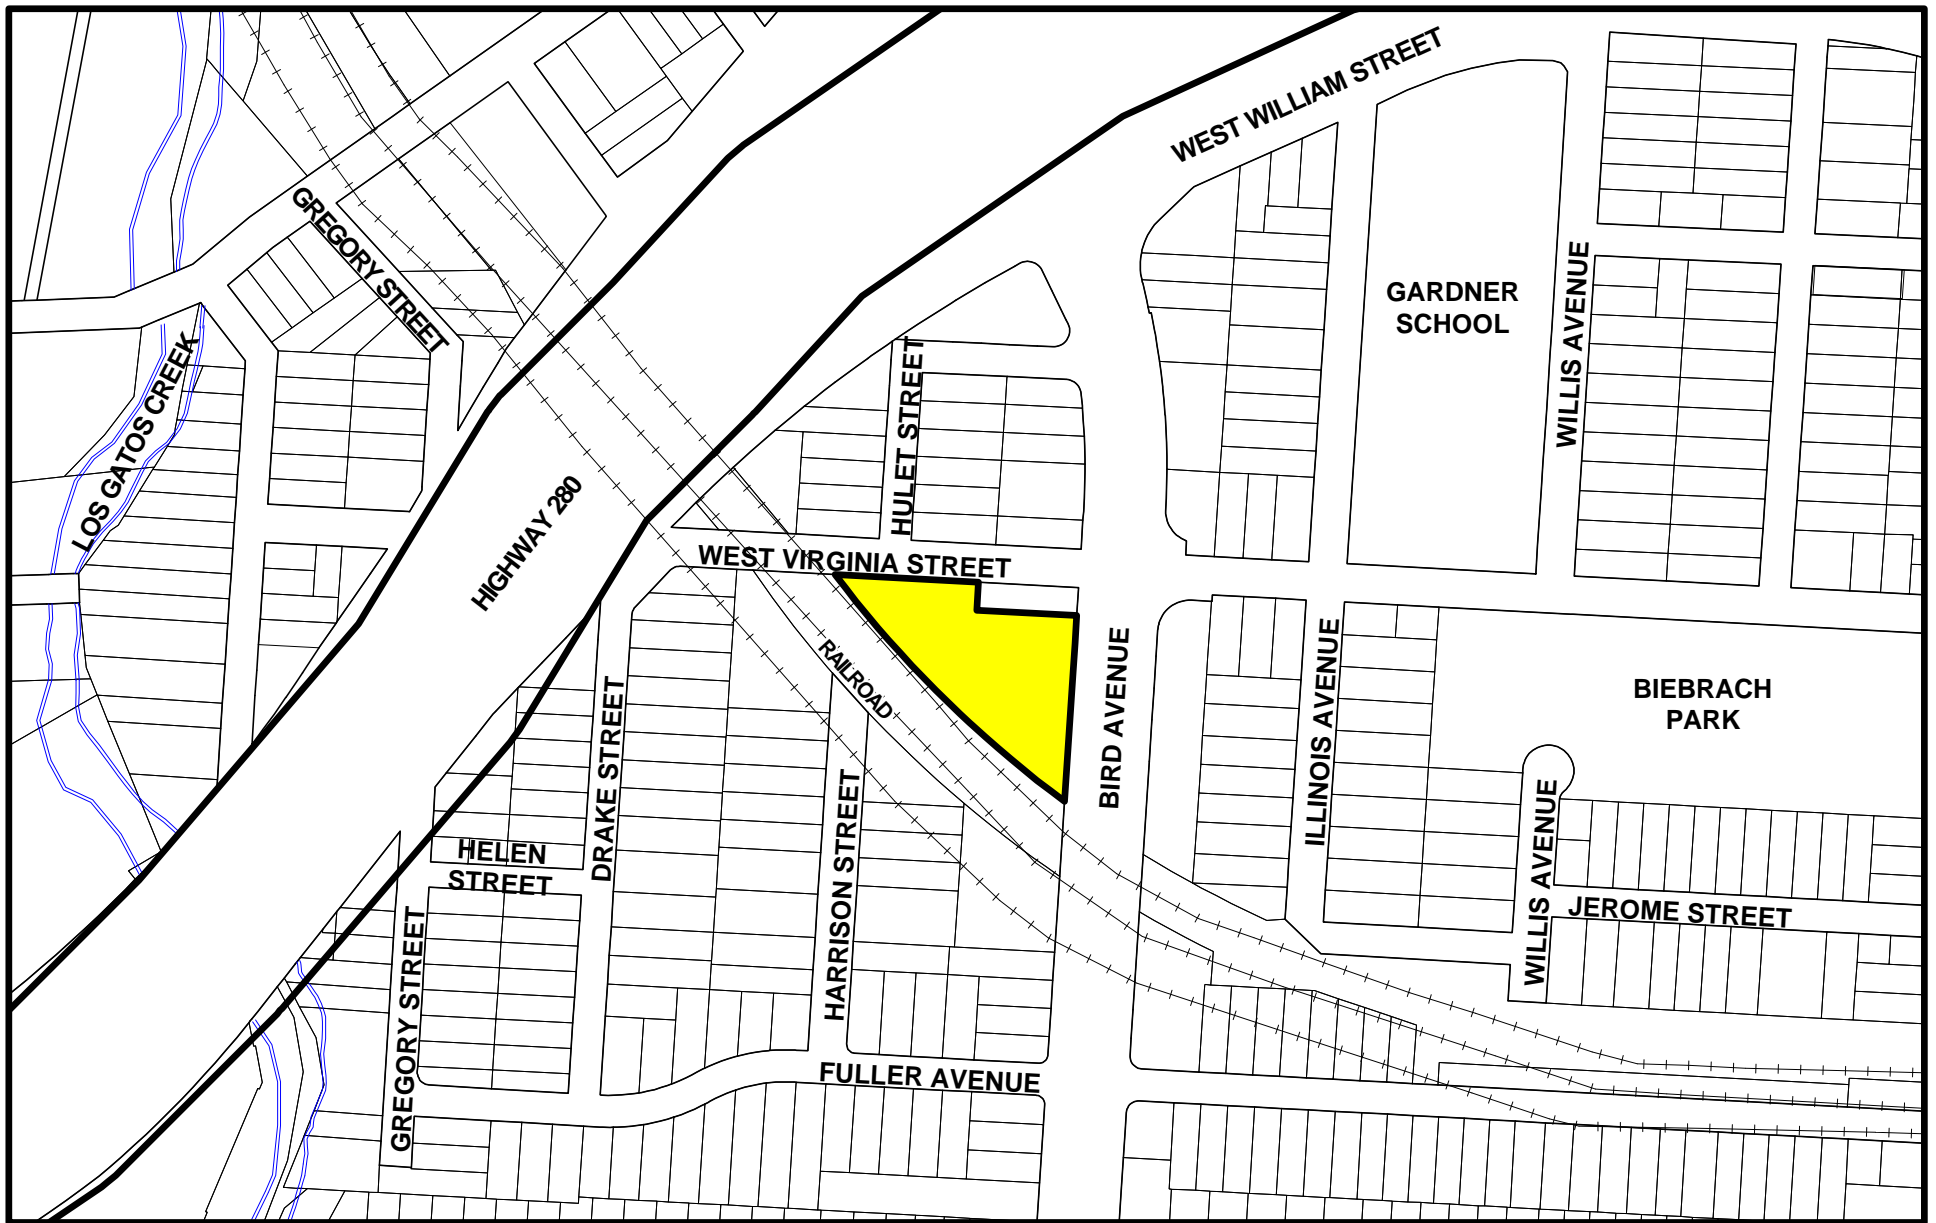 WEST WILLIAM STREET
GREGORY STREET
GARDNER
SCHOOL
WILLIS AVENUE
LOS GATOS CREEK
HULET STREET
HIGHWAY 280
WEST VIRGINIA STREET
RAILROAD
BIRD AVENUE
ILLINOIS AVENUE
BIEBRACH
PARK
DRAKE STREET
HARRISON STREET
HELEN
STREET
WILLIS AVENUE
JEROME STREET
GREGORY STREET
FULLER AVENUE